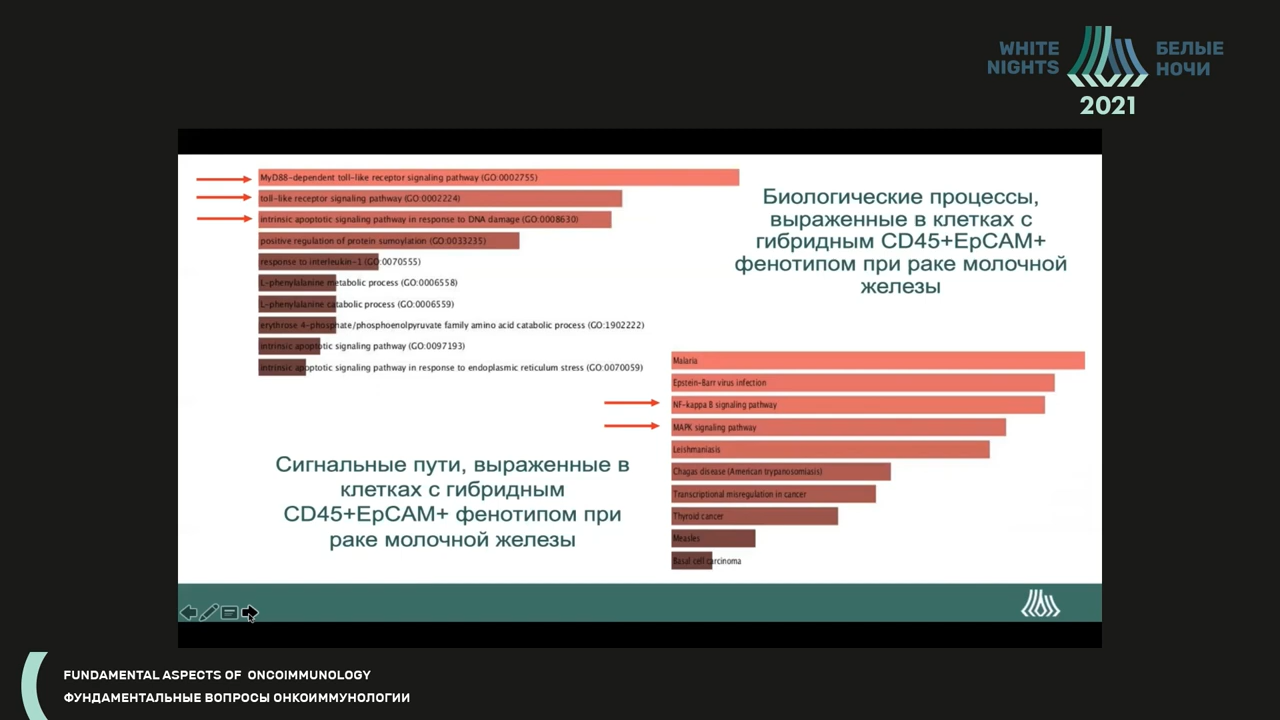 WHITE
NIGHTS
БЕЛЫЕ
НОЧИ
2021
MyD88-dependent toll-like receptor signaling pathway (GO:0002755)
toll-like receptor signaling pathway (GO:0002224)
intrinsic apoptotic signaling pathway in response to DNA damage (GO:0008630)
positive regulation of protein sumoylation (GO:0033235)
response to interleukin-1 (GO:0070555)
L-phenylalanine metabolic process (GO:0006558)
L-phenylalanine catabolic process (GO:0006559)
erythrose 4-phosphate/phosphoenolpyruvate family amino acid catabolic process (GO:1902222)
intrinsic apoptotic signaling pathway (GO:0097193)
intrinsic apoptotic signaling pathway in response to endoplasmic reticulum stress (GO:0070059)
Биологические процессы,
выраженные в клетках с
гибридным CD45+EpCAM+
фенотипом при раке молочной
железы
Сигнальные пути, выраженные в
клетках с гибридным
CD45+EpCAM+ фенотипом при
раке молочной железы
Malaria
Epstein-Barr virus infection
NF-kappa B signaling pathway
MAPK signaling pathway
Leishmaniasis
Chagas disease (American trypanosomiasis)
Transcriptional misregulation in cancer
Thyroid cancer
Measles
Basal cell carcinoma
FUNDAMENTAL ASPECTS OF ONCOIMMUNOLOGY
ФУНДАМЕНТАЛЬНЫЕ ВОПРОСЫ ОНКОИММУНОЛОГИИ